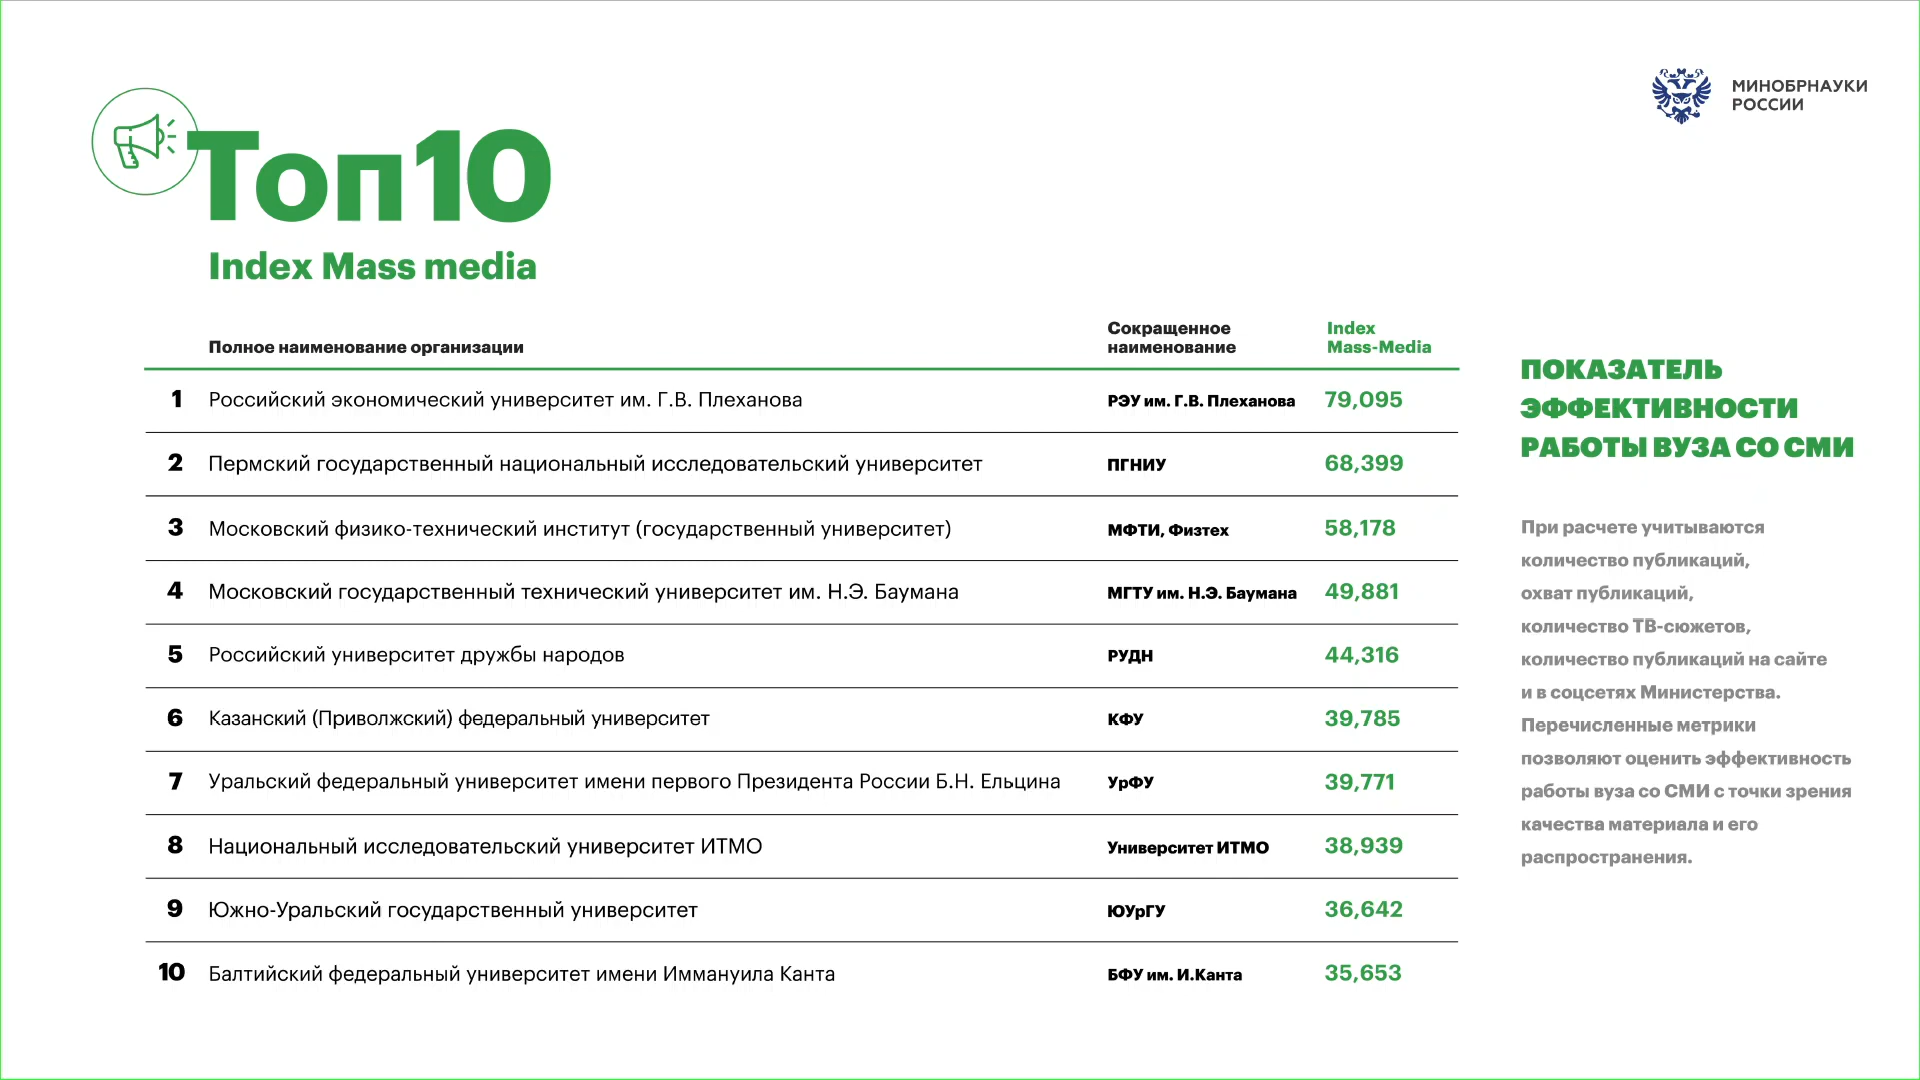 МИНОБРНАУКИ
РОССИИ
Топ10
Index Mass media
Полное наименование организации
Сокращенное
наименование
Index
Mass-Media
1 Российский экономический университет им. Г.В. Плеханова РЭУ им. Г.В. Плеханова 79,095
2 Пермский государственный национальный исследовательский университет ПГНИУ 68,399
3 Московский физико-технический институт (государственный университет) МФТИ, Физтех 58,178
4 Московский государственный технический университет им. Н.Э. Баумана МГТУ им. Н.Э. Баумана 49,881
5 Российский университет дружбы народов РУДН 44,316
6 Казанский (Приволжский) федеральный университет КФУ 39,785
7 Уральский федеральный университет имени первого Президента России Б.Н. Ельцина УрФУ 39,771
8 Национальный исследовательский университет ИТМО Университет ИТМО 38,939
9 Южно-Уральский государственный университет ЮУрГУ 36,642
10 Балтийский федеральный университет имени Иммануила Канта БФУ им. И.Канта 35,653
ПОКАЗАТЕЛЬ
ЭФФЕКТИВНОСТИ
РАБОТЫ ВУЗА СО СМИ
При расчете учитываются
количество публикаций,
охват публикаций,
количество ТВ-сюжетов,
количество публикаций на сайте
и в соцсетях Министерства.
Перечисленные метрики
позволяют оценить эффективность
работы вуза со СМИ с точки зрения
качества материала и его
распространения.